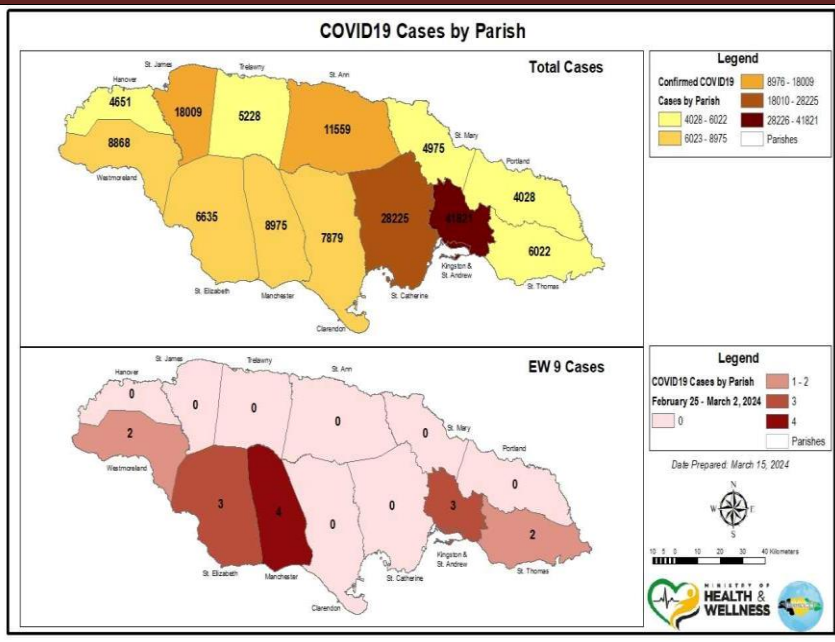 COVID19 Cases by Parish
Total Cases
Hanover
St. James
Trelawny
St. Ann
St. Mary
Portland
4651
18009
5228
11559
4975
4028
8868
6635
8975
7879
28225
41821
6022
Westmoreland
St. Elizabeth
Manchester
Clarendon
St. Catherine
Kingston &
St. Andrew
St. Thomas
Legend
Confirmed COVID19
Cases by Parish
4028 - 6022
6023 - 8975
8976 - 18009
18010 - 28225
28226 - 41821
Parishes
EW 9 Cases
Hanover
St. James
Trelawny
St. Ann
St. Mary
Portland
0
0
0
0
0
0
2
3
4
0
0
3
2
Westmoreland
St. Elizabeth
Manchester
Clarendon
St. Catherine
Kingston &
St. Andrew
St. Thomas
Legend
COVID19 Cases by Parish
February 25 - March 2, 2024
0
1 - 2
3
4
Parishes
Date Prepared: March 15, 2024
N
W E
S
10 5 0 10 20 30 40 Kilometers
MINISTRY OF
HEALTH &
WELLNESS